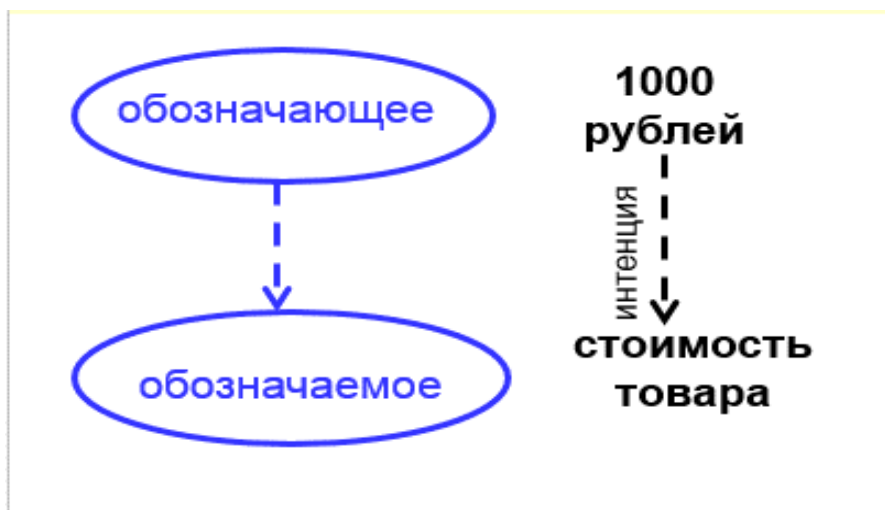 обозначающее
обозначаемое
1000
рублей
интенция
стоимость
товара